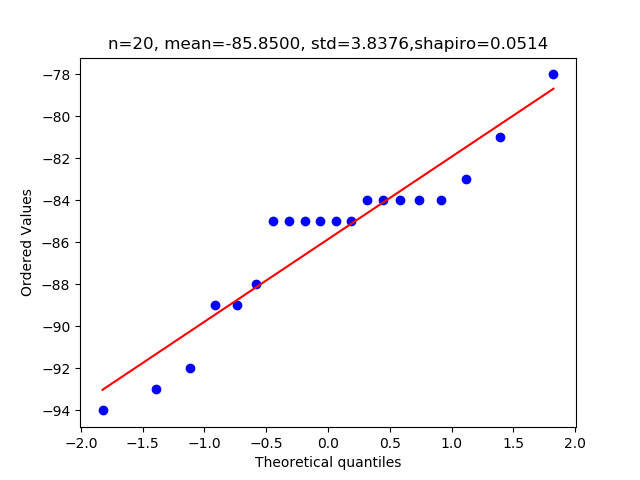 n=20, mean=-85.8500, std=3.8376,shapiro=0.0514
−78
−80
−82
−84
−86
−88
−90
−92
−94
Ordered Values
−2.0 −1.5 −1.0 −0.5 0.0 0.5 1.0 1.5 2.0
Theoretical quantiles